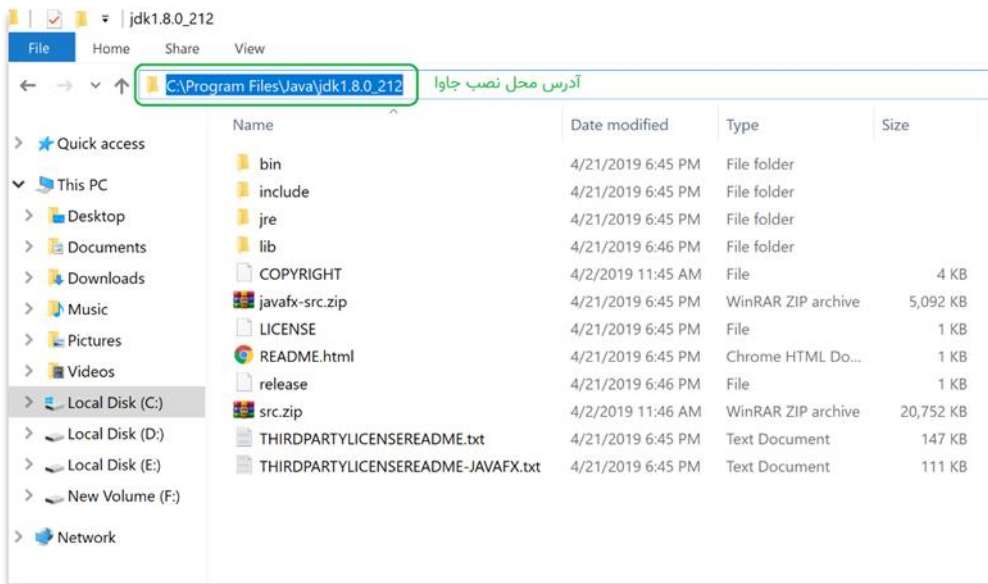 jdk1.8.0_212
File Home Share View
C:\Program Files\Java\jdk1.8.0_212 آدرس محل نصب جاوا
Name Date modified Type Size
Quick access
This PC
Desktop
Documents
Downloads
Music
Pictures
Videos
Local Disk (C:)
Local Disk (D:)
Local Disk (E:)
New Volume (F:)
Network
bin 4/21/2019 6:45 PM File folder
include 4/21/2019 6:45 PM File folder
jre 4/21/2019 6:45 PM File folder
lib 4/21/2019 6:46 PM File folder
COPYRIGHT 4/2/2019 11:45 AM File 4 KB
javafx-src.zip 4/21/2019 6:45 PM WinRAR ZIP archive 5,092 KB
LICENSE 4/21/2019 6:45 PM File 1 KB
README.html 4/21/2019 6:45 PM Chrome HTML Do... 1 KB
release 4/21/2019 6:46 PM File 1 KB
src.zip 4/2/2019 11:46 AM WinRAR ZIP archive 20,752 KB
THIRDPARTYLICENSEREADME.txt 4/21/2019 6:45 PM Text Document 147 KB
THIRDPARTYLICENSEREADME-JAVAFX.txt 4/21/2019 6:45 PM Text Document 111 KB